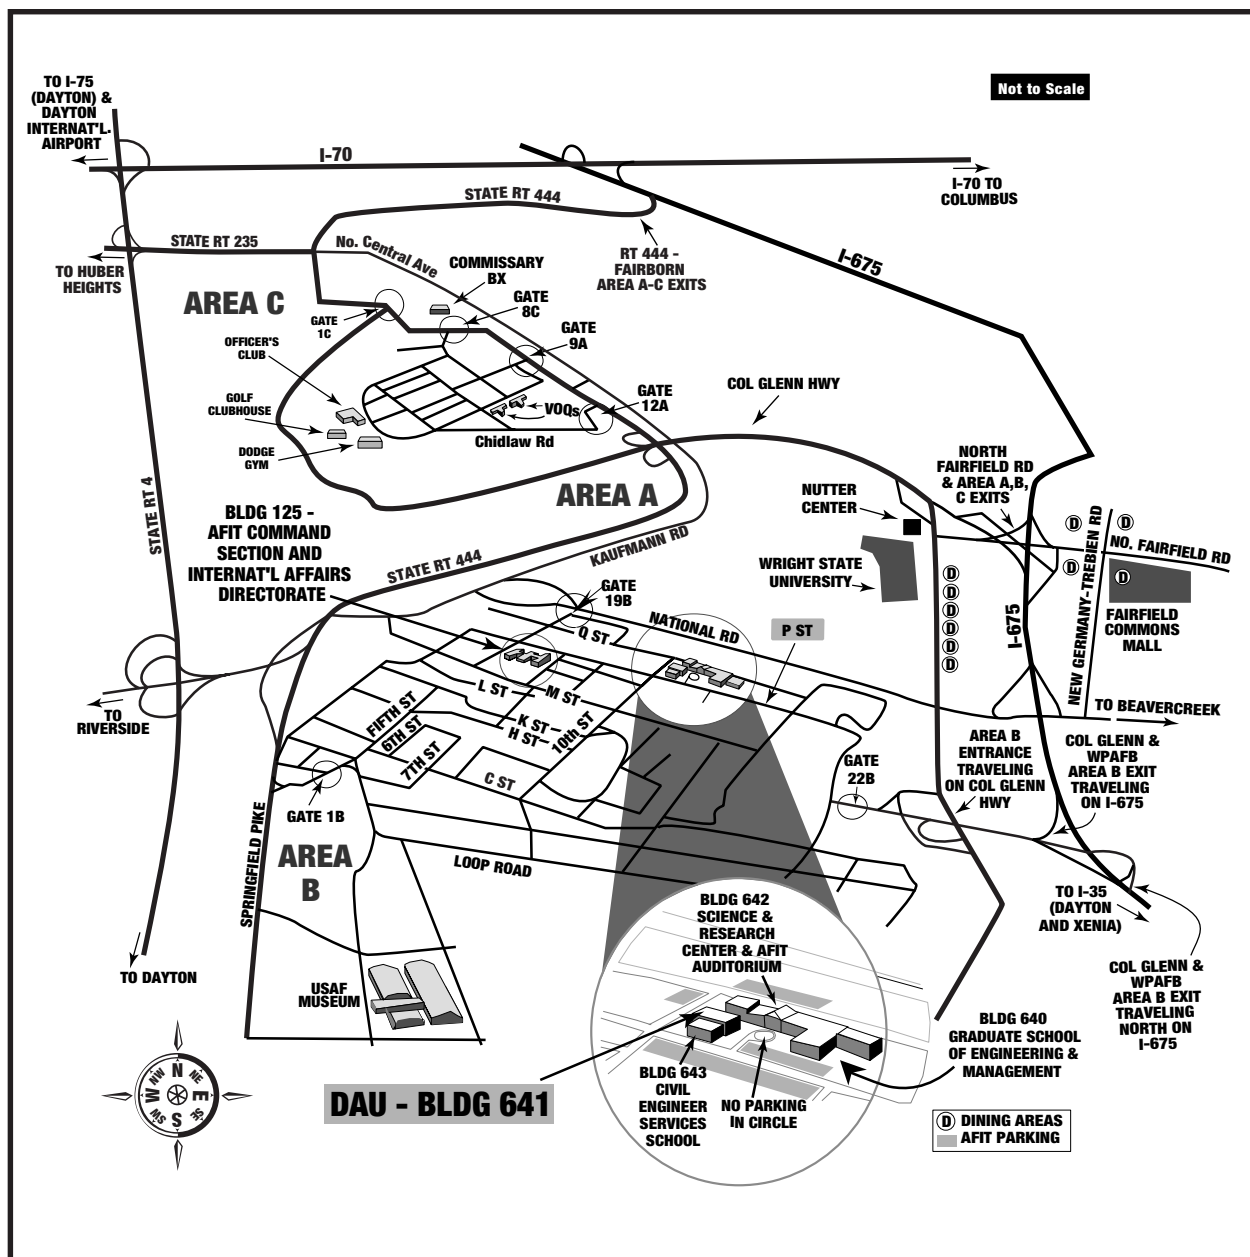 TO I-75
(DAYTON) &
DAYTON
INTERNAT'L.
AIRPORT
Not to Scale
I-70
I-70 TO
COLUMBUS
STATE RT 444
STATE RT 235
No. Central Ave
RT 444 -
FAIRBORN
AREA A-C EXITS
I-675
TO HUBER
HEIGHTS
AREA C
COMMISSARY
BX
GATE
8C
GATE
1C
GATE
9A
OFFICER'S
CLUB
GOLF
CLUBHOUSE
DODGE
GYM
VOQs
GATE
12A
Chidlaw Rd
COL GLENN HWY
STATE RT 4
AREA A
NORTH
FAIRFIELD RD
& AREA A,B,
C EXITS
NUTTER
CENTER
WRIGHT STATE
UNIVERSITY
D
D
NO. FAIRFIELD RD
D
D
D
D
D
D
D
D
FAIRFIELD
COMMONS
MALL
NEW GERMANY-TREBIEN RD
I-675
BLDG 125 -
AFIT COMMAND
SECTION AND
INTERNAT'L AFFAIRS
DIRECTORATE
STATE RT 444
KAUFMANN RD
GATE
19B
NATIONAL RD
Q ST
P ST
TO
RIVERSIDE
L ST
M ST
K ST
H ST
10th ST
FIFTH ST
6TH ST
7TH ST
C ST
GATE 1B
GATE
22B
TO BEAVERCREEK
AREA B
ENTRANCE
TRAVELING
ON COL GLENN
HWY
COL GLENN &
WPAFB
AREA B EXIT
TRAVELING
ON I-675
SPRINGFIELD PIKE
AREA
B
LOOP ROAD
TO DAYTON
USAF
MUSEUM
TO I-35
(DAYTON
AND XENIA)
COL GLENN &
WPAFB
AREA B EXIT
TRAVELING
NORTH ON
I-675
BLDG 642
SCIENCE &
RESEARCH
CENTER & AFIT
AUDITORIUM
BLDG 640
GRADUATE SCHOOL
OF ENGINEERING &
MANAGEMENT
BLDG 643
CIVIL
ENGINEER
SERVICES
SCHOOL
NO PARKING
IN CIRCLE
DAU - BLDG 641
N
NE
E
SE
S
SW
W
NW
D DINING AREAS
AFIT PARKING